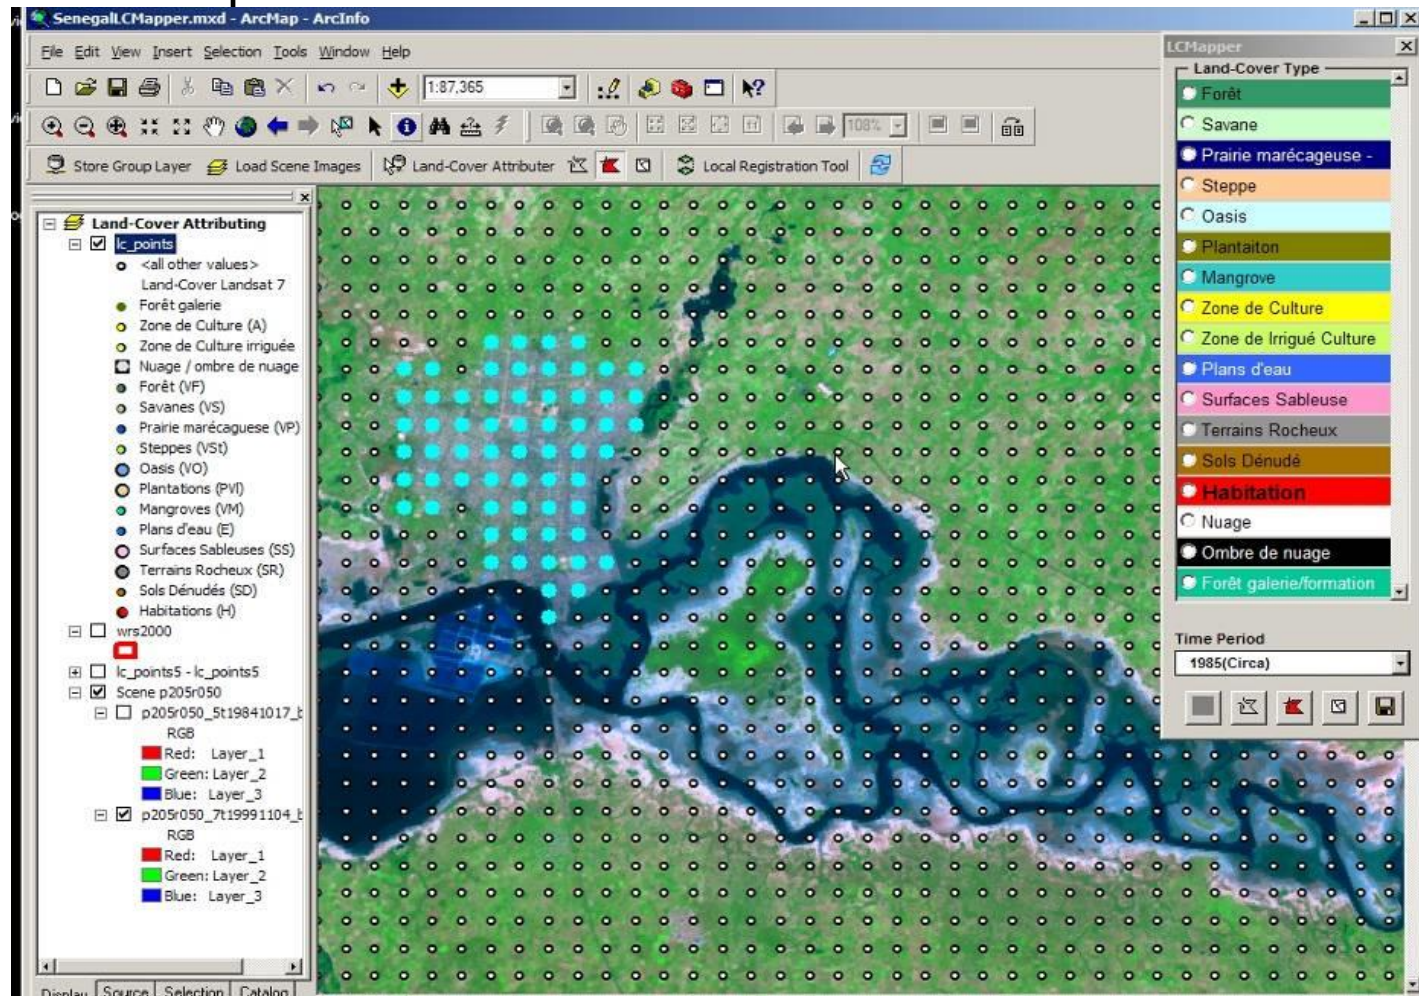 SenegalLCMapper.mxd - ArcMap - ArcInfo
File Edit View Insert Selection Tools Window Help
1:87,365
108%
Store Group Layer Load Scene Images Land-Cover Attributer Local Registration Tool
Land-Cover Attributing
lc_points
<all other values>
Land-Cover Landsat 7
Forêt galerie
Zone de Culture (A)
Zone de Culture irriguée
Nuage / ombre de nuage
Forêt (VF)
Savanes (VS)
Prairie marécaguese (VP)
Steppes (VSt)
Oasis (VO)
Plantations (PVl)
Mangroves (VM)
Plans d'eau (E)
Surfaces Sableuses (SS)
Terrains Rocheux (SR)
Sols Dénudés (SD)
Habitations (H)
wrs2000
lc_points5 - lc_points5
Scene p205r050
p205r050_5t19841017_b
RGB
Red: Layer_1
Green: Layer_2
Blue: Layer_3
p205r050_7t19991104_b
RGB
Red: Layer_1
Green: Layer_2
Blue: Layer_3
Display Source Selection Catalog
LCMapper
Land-Cover Type
Forêt
Savane
Prairie marécageuse -
Steppe
Oasis
Plantaiton
Mangrove
Zone de Culture
Zone de Irrigué Culture
Plans d'eau
Surfaces Sableuse
Terrains Rocheux
Sols Dénudé
Habitation
Nuage
Ombre de nuage
Forêt galerie/formation
Time Period
1985(Circa)